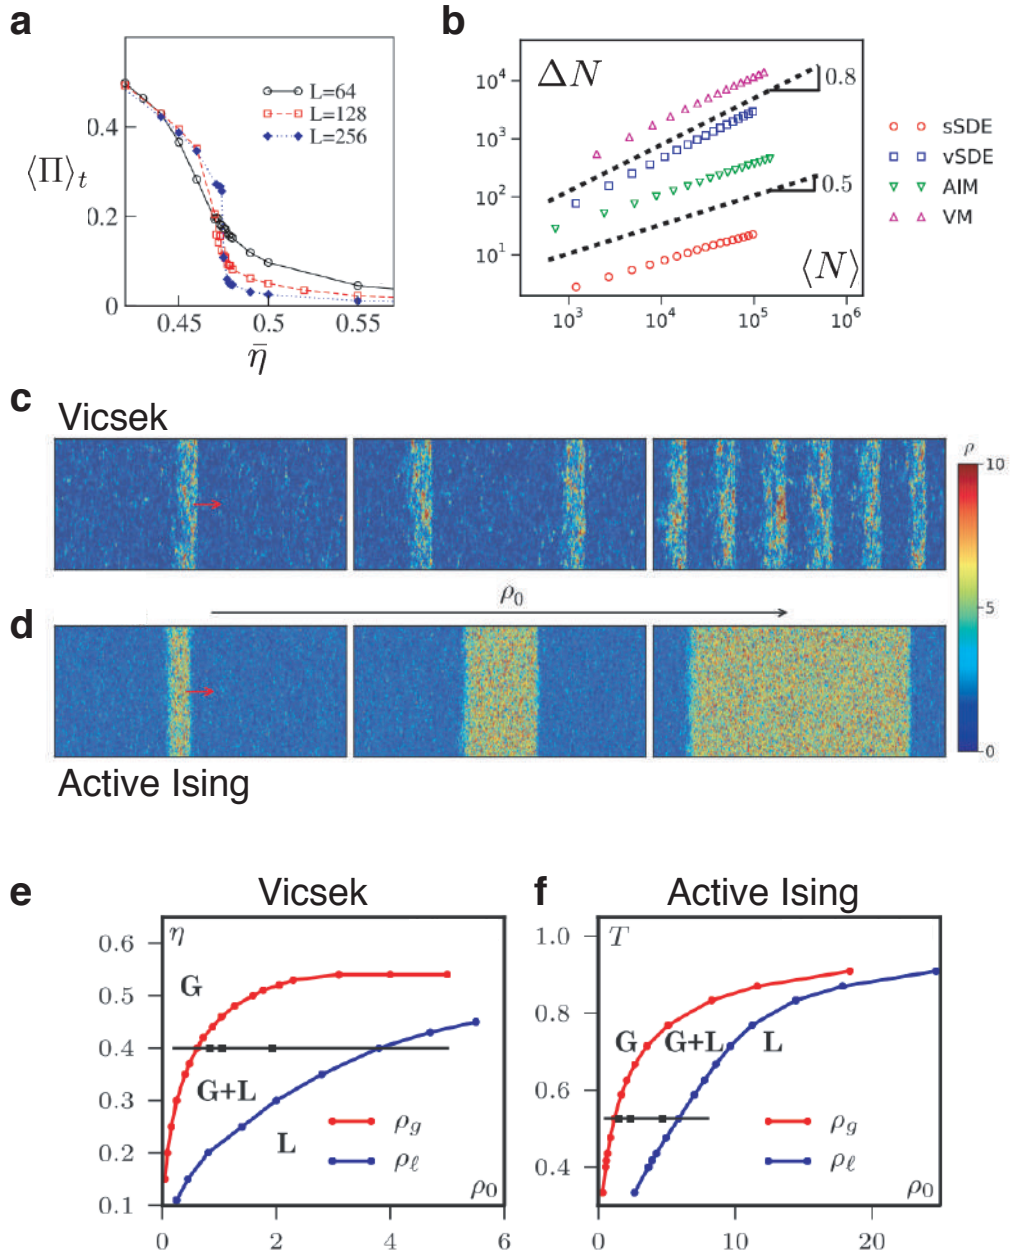 a
b
L=64
L=128
L=256
0.4
0.2
0
⟨Π⟩t
0.45
0.5
0.55
η̄
ΔN
10⁴
10³
10²
10¹
0.8
0.5
⟨N⟩
10³
10⁴
10⁵
10⁶
sSDE
vSDE
AIM
VM
c
Vicsek
ρ
10
5
0
ρ₀
d
Active Ising
e
Vicsek
η
0.6
0.5
0.4
0.3
0.2
0.1
G
G+L
L
ρg
ρℓ
ρ₀
0
2
4
6
f
Active Ising
T
1.0
0.8
0.6
0.4
G
G+L
L
ρg
ρℓ
ρ₀
0
10
20